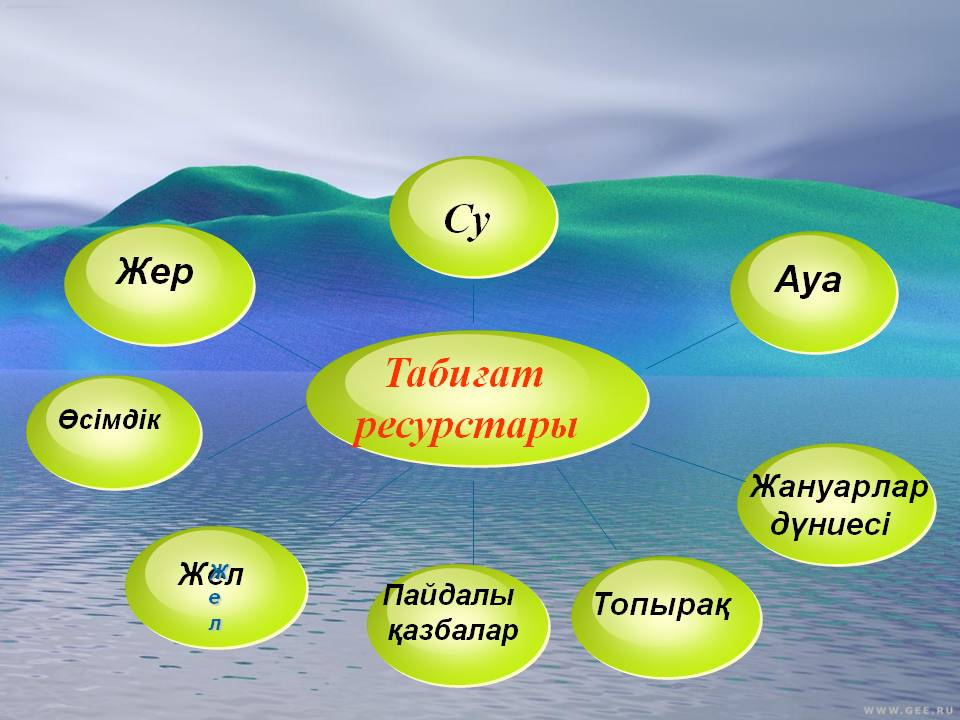 Су
Жер
Ауа
Табиғат
ресурстары
Өсімдік
Жануарлар
дүниесі
Жел
Ж
е
л
Пайдалы
қазбалар
Топырақ
WWW.GEE.RU